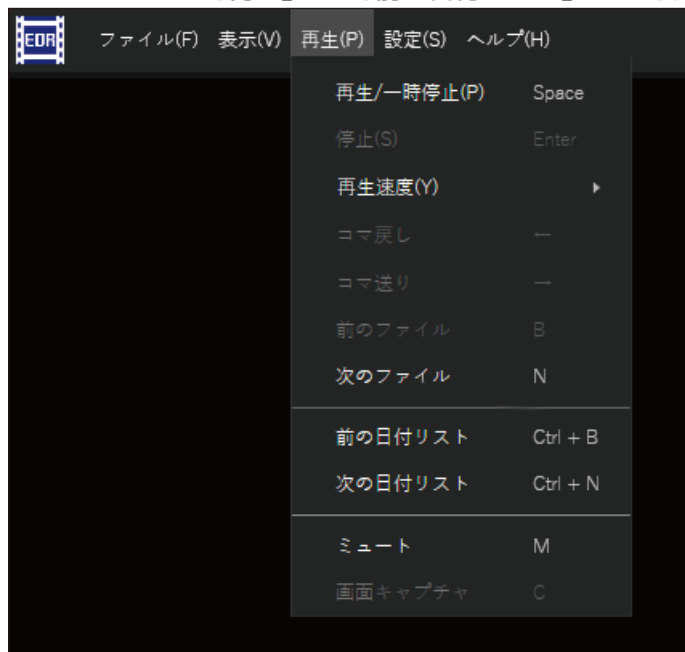 EDR ファイル(F) 表示(V) 再生(P) 設定(S) ヘルプ(H)
再生/一時停止(P) Space
停止(S) Enter
再生速度(Y)
コマ戻し ←
コマ送り →
前のファイル B
次のファイル N
前の日付リスト Ctrl + B
次の日付リスト Ctrl + N
ミュート M
画面キャプチャ C